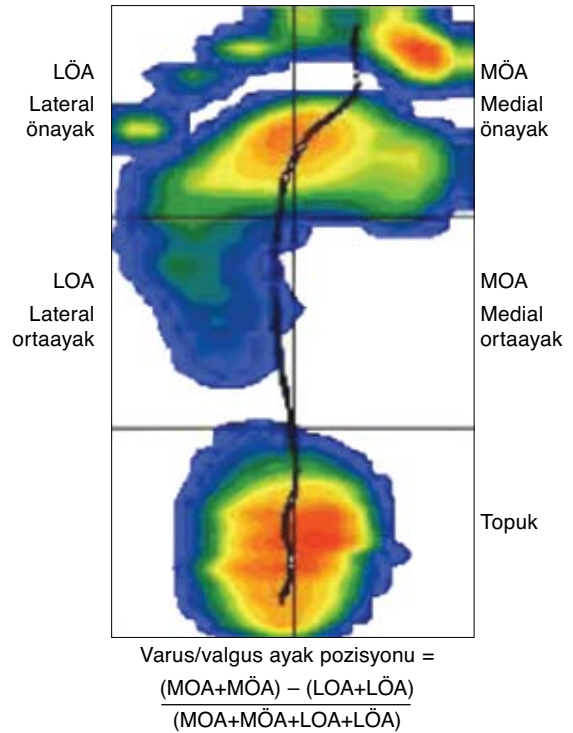 LÖA
Lateral
önayak
MÖA
Medial
önayak
LOA
Lateral
ortaayak
MOA
Medial
ortaayak
Topuk
Varus/valgus ayak pozisyonu =
(MOA+MÖA) – (LOA+LÖA)
(MOA+MÖA+LOA+LÖA)